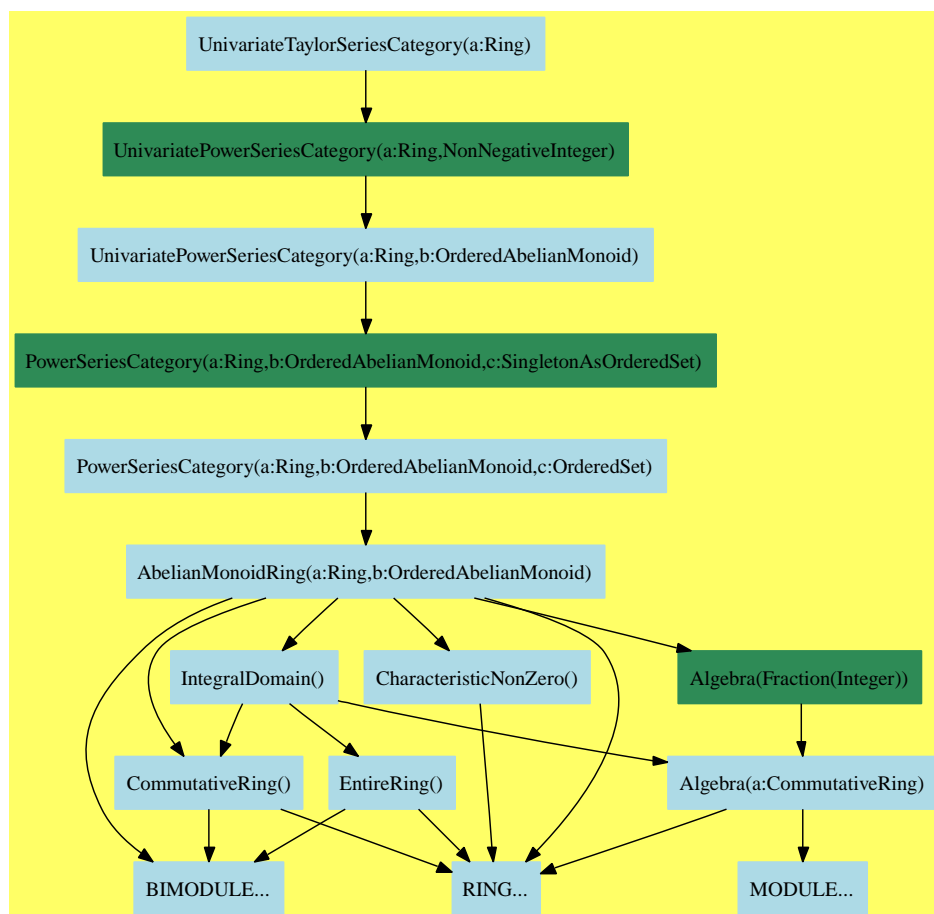 UnivariateTaylorSeriesCategory(a:Ring)
UnivariatePowerSeriesCategory(a:Ring,NonNegativeInteger)
UnivariatePowerSeriesCategory(a:Ring,b:OrderedAbelianMonoid)
PowerSeriesCategory(a:Ring,b:OrderedAbelianMonoid,c:SingletonAsOrderedSet)
PowerSeriesCategory(a:Ring,b:OrderedAbelianMonoid,c:OrderedSet)
AbelianMonoidRing(a:Ring,b:OrderedAbelianMonoid)
IntegralDomain()
CharacteristicNonZero()
Algebra(Fraction(Integer))
CommutativeRing()
EntireRing()
Algebra(a:CommutativeRing)
BIMODULE...
RING...
MODULE...